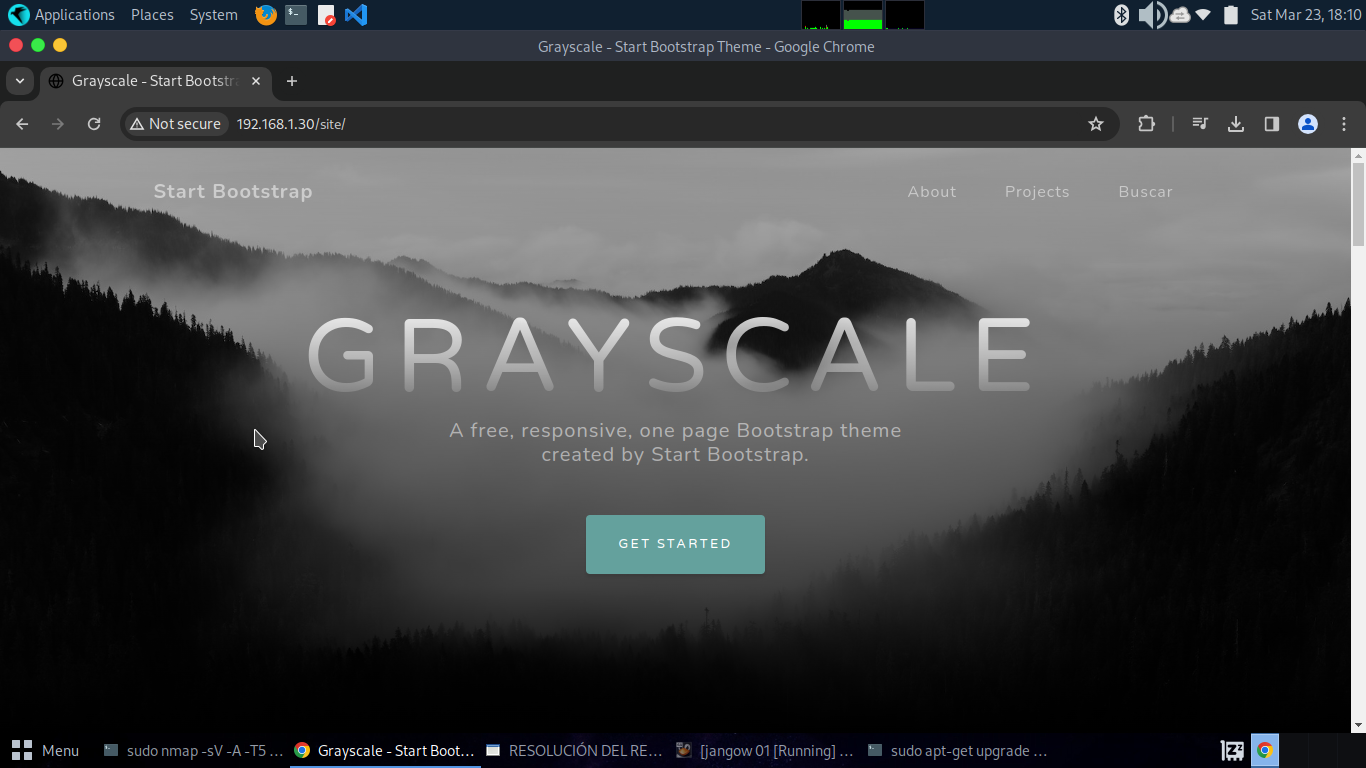 Applications Places System
Sat Mar 23, 18:10
Grayscale - Start Bootstrap Theme - Google Chrome
Grayscale - Start Bootstr
Not secure 192.168.1.30/site/
Start Bootstrap
About Projects Buscar
GRAYSCALE
A free, responsive, one page Bootstrap theme
created by Start Bootstrap.
GET STARTED
Menu
sudo nmap -sV -A -T5 ...
Grayscale - Start Boot...
RESOLUCIÓN DEL RE...
[jangow 01 [Running] ...
sudo apt-get upgrade ...